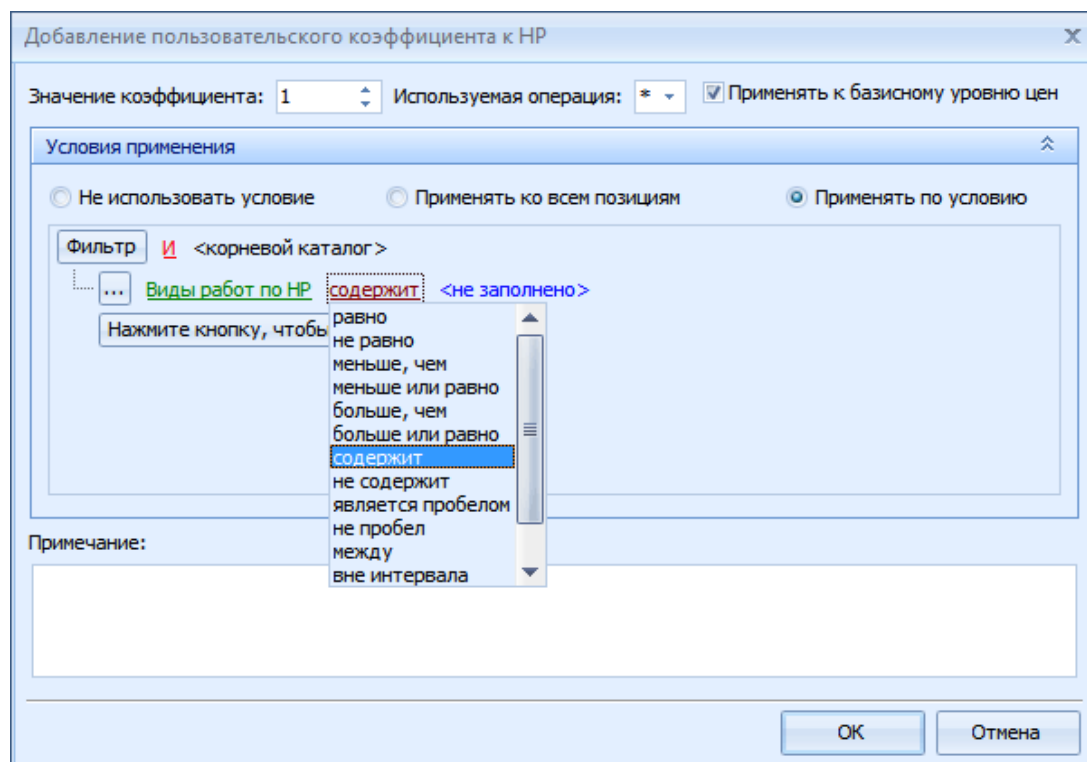 Добавление пользовательского коэффициента к НР
Значение коэффициента: 1 Используемая операция: * Применять к базисному уровню цен
Условия применения
Не использовать условие Применять ко всем позициям Применять по условию
Фильтр И <корневой каталог>
... Виды работ по НР содержит <не заполнено>
Нажмите кнопку, чтобы
равно
не равно
меньше, чем
меньше или равно
больше, чем
больше или равно
содержит
не содержит
является пробелом
не пробел
между
вне интервала
Примечание:
ОК Отмена